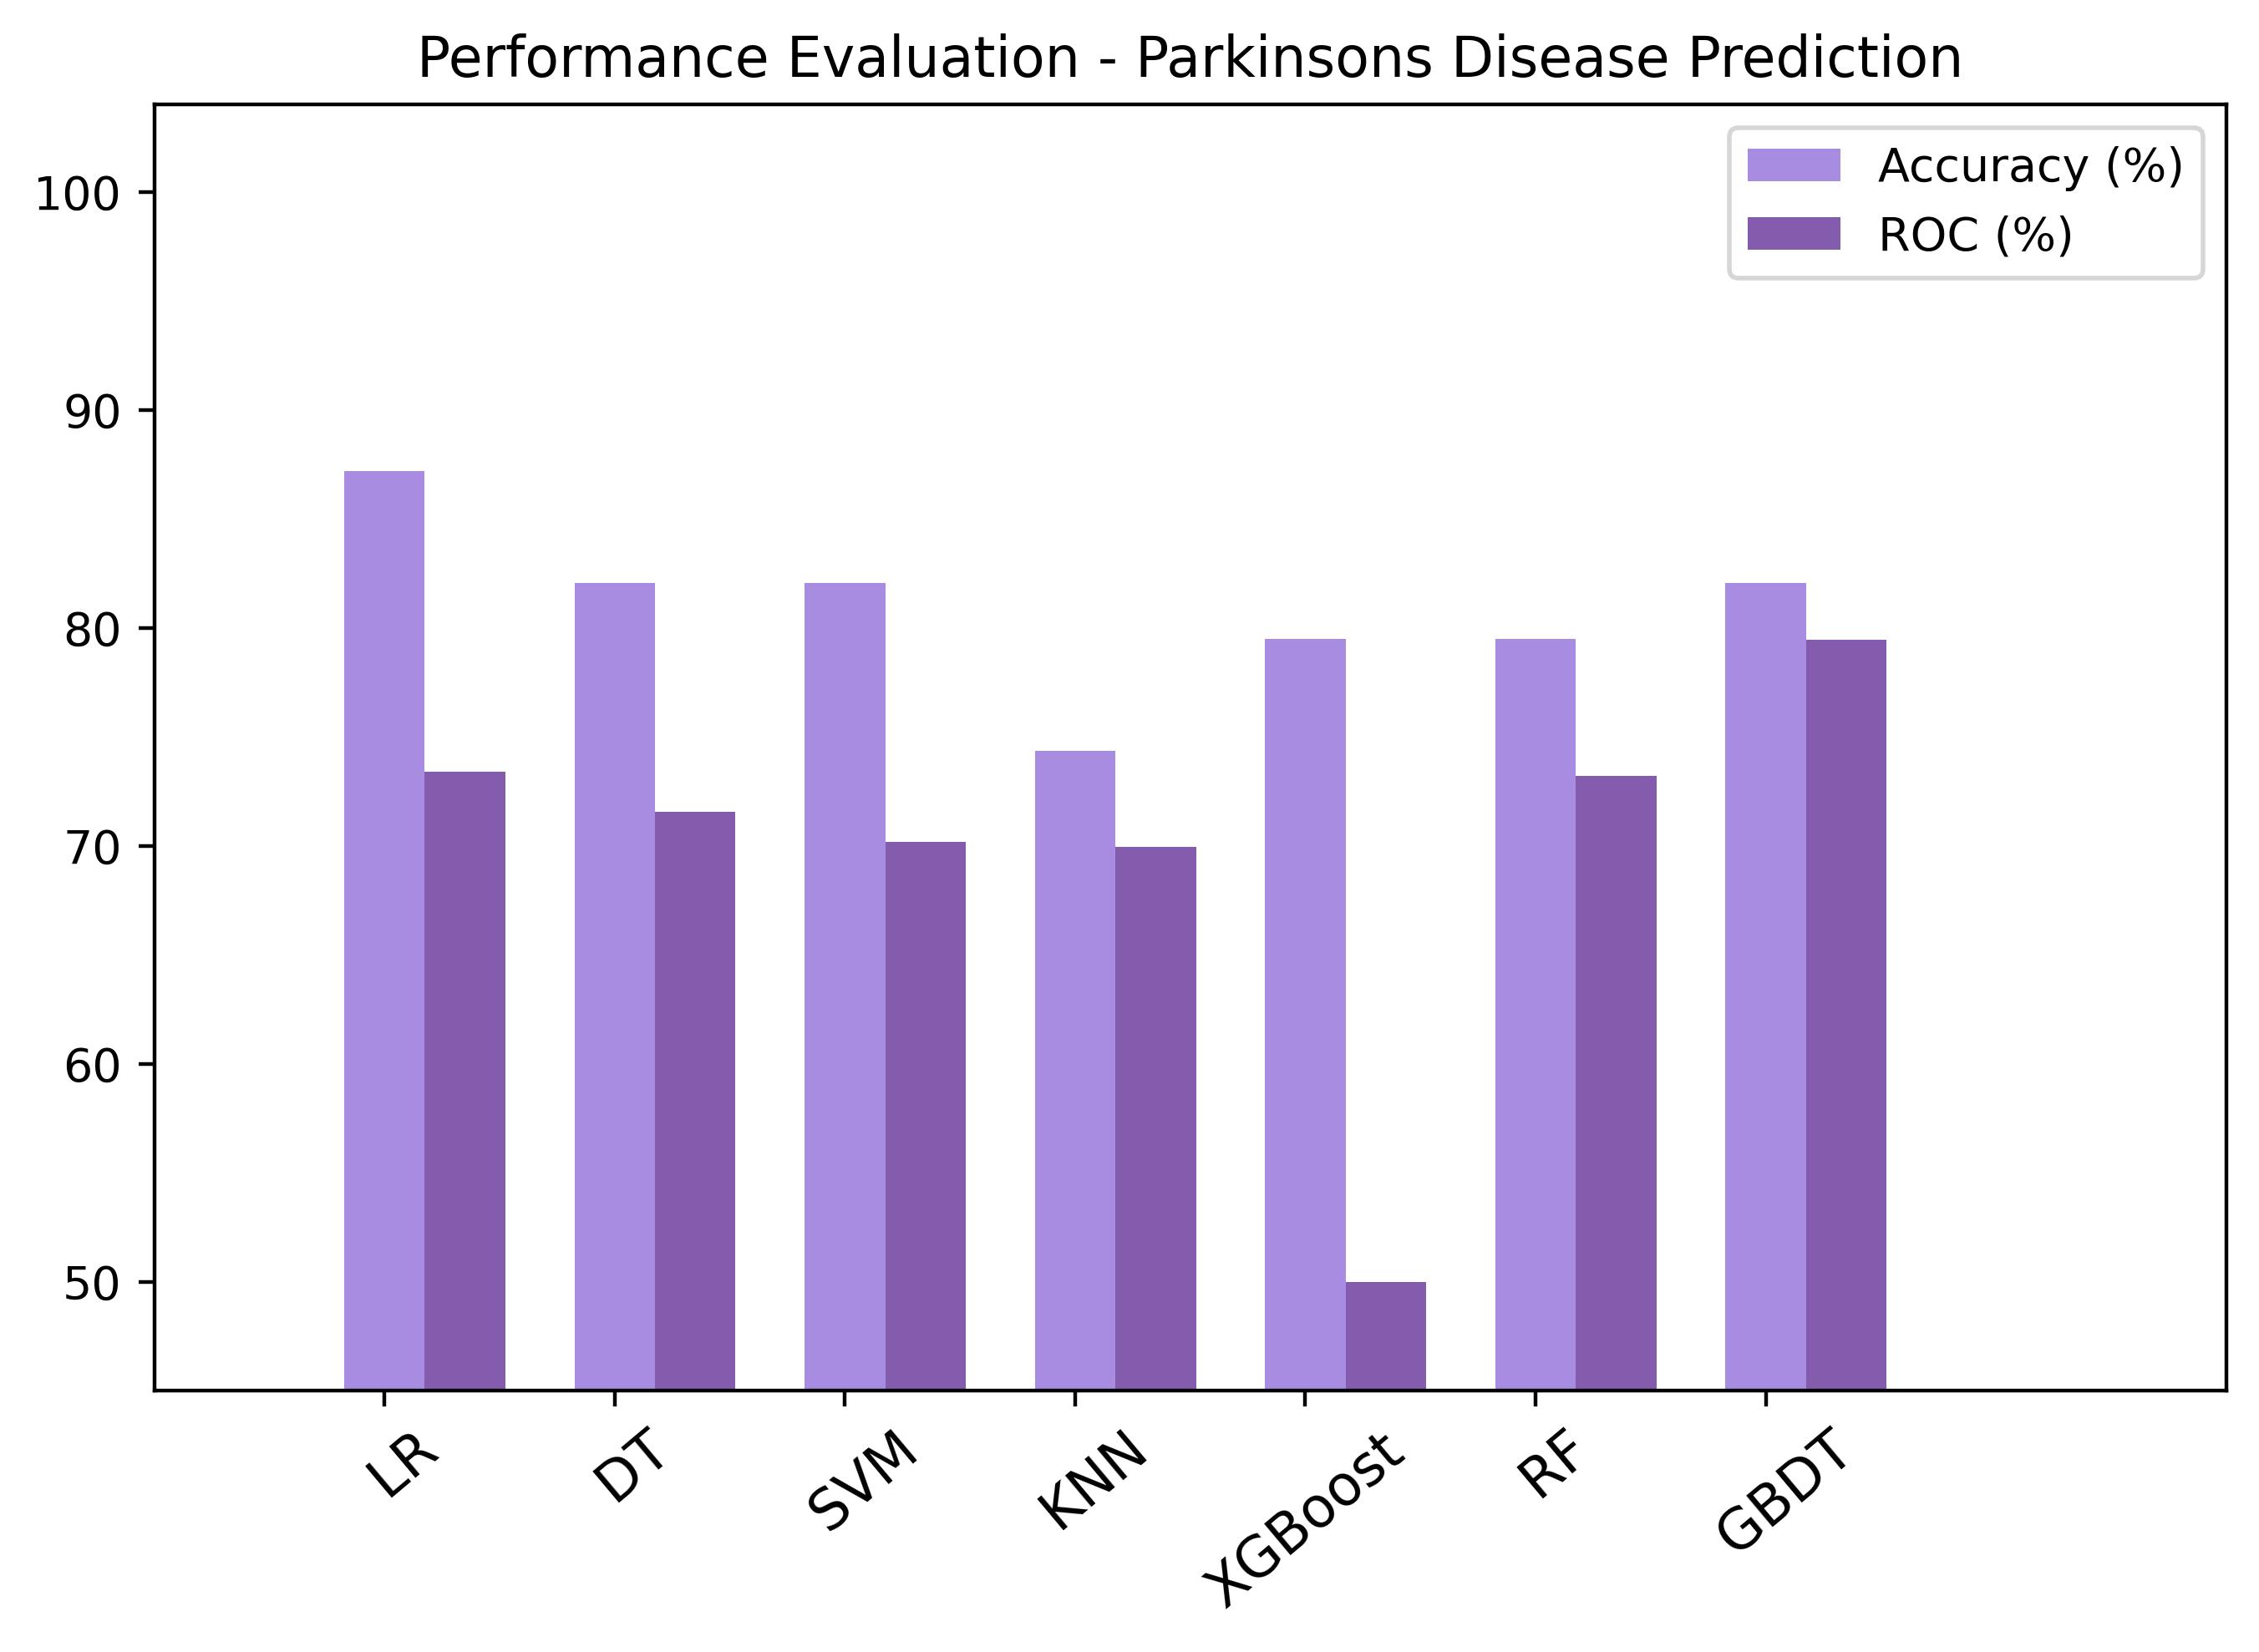 Performance Evaluation - Parkinsons Disease Prediction
Accuracy (%)
ROC (%)
100
90
80
70
60
50
LR
DT
SVM
KNN
XGBoost
RF
GBDT